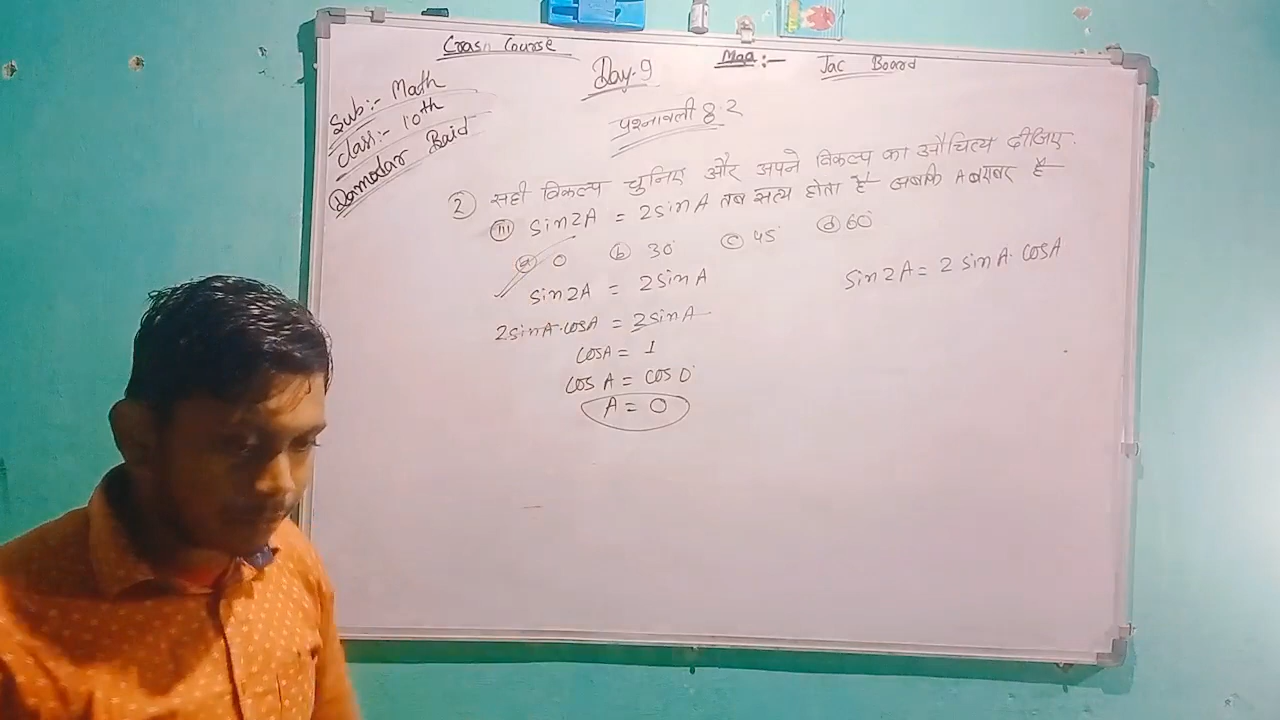 Crash Course
Day-9
Maa:- Jac Board
Sub:- Math
Class:- 10th
Damodar Baid
प्रश्नावली 8.2
② सही विकल्प चुनिए और अपने विकल्प का औचित्य दीजिए.
(iii) sin2A = 2sinA तब सत्य होता है जबकि A बराबर है
ⓐ 0 ⓑ 30° ⓒ 45° ⓓ 60°
sin2A = 2sinA
sin2A = 2 sinA· cosA
2sinA·cosA = 2sinA
cosA = 1
cos A = cos 0°
A = 0